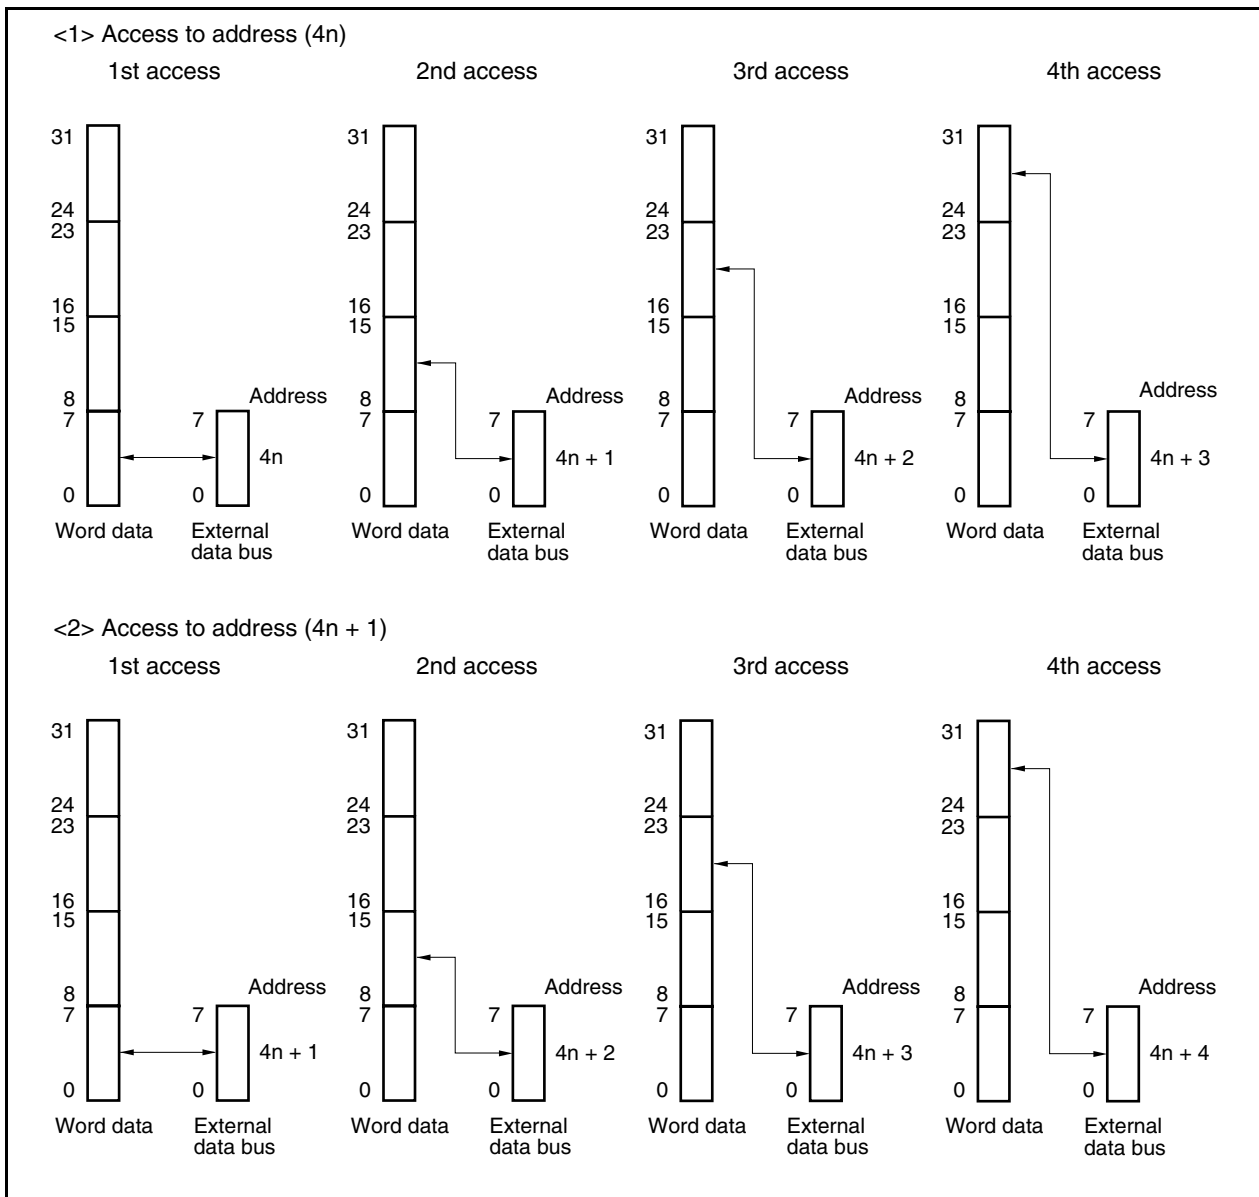 <1> Access to address (4n)
1st access 2nd access 3rd access 4th access
31 31 31 31
24 24 24 24
23 23 23 23
16 16 16 16
15 15 15 15
Address Address Address Address
8 8 8 8
7 7 7 7 7 7 7 7
4n 4n + 1 4n + 2 4n + 3
0 0 0 0 0 0 0 0
Word data External Word data External Word data External Word data External
data bus data bus data bus data bus
<2> Access to address (4n + 1)
1st access 2nd access 3rd access 4th access
31 31 31 31
24 24 24 24
23 23 23 23
16 16 16 16
15 15 15 15
Address Address Address Address
8 8 8 8
7 7 7 7 7 7 7 7
4n + 1 4n + 2 4n + 3 4n + 4
0 0 0 0 0 0 0 0
Word data External Word data External Word data External Word data External
data bus data bus data bus data bus